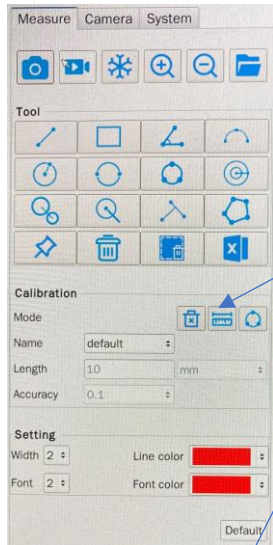 Measure Camera System
Tool
Calibration
Mode
Name default
Length 10 mm
Accuracy 0.1
Setting
Width 2 Line color
Font 2 Font color
Default